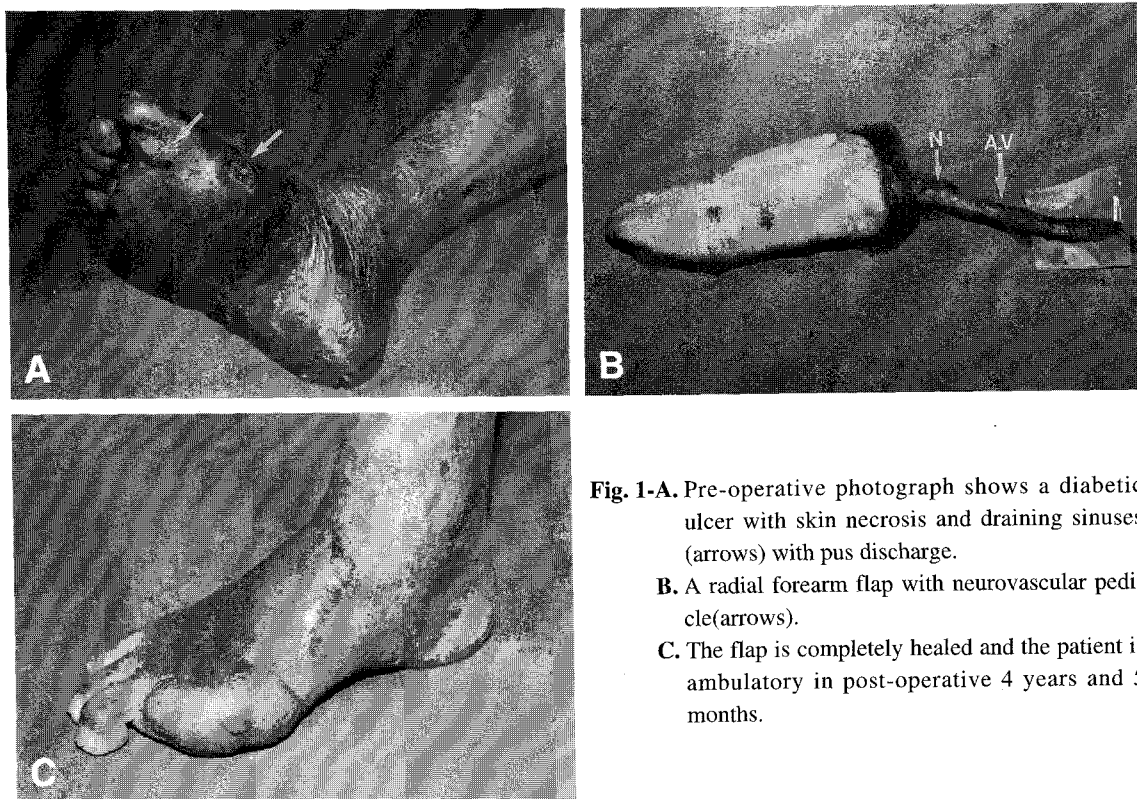 A
N
A.V
B
C
Fig. 1-A. Pre-operative photograph shows a diabetic
ulcer with skin necrosis and draining sinuses
(arrows) with pus discharge.
B. A radial forearm flap with neurovascular pedi
cle(arrows).
C. The flap is completely healed and the patient i
ambulatory in post-operative 4 years and
months.